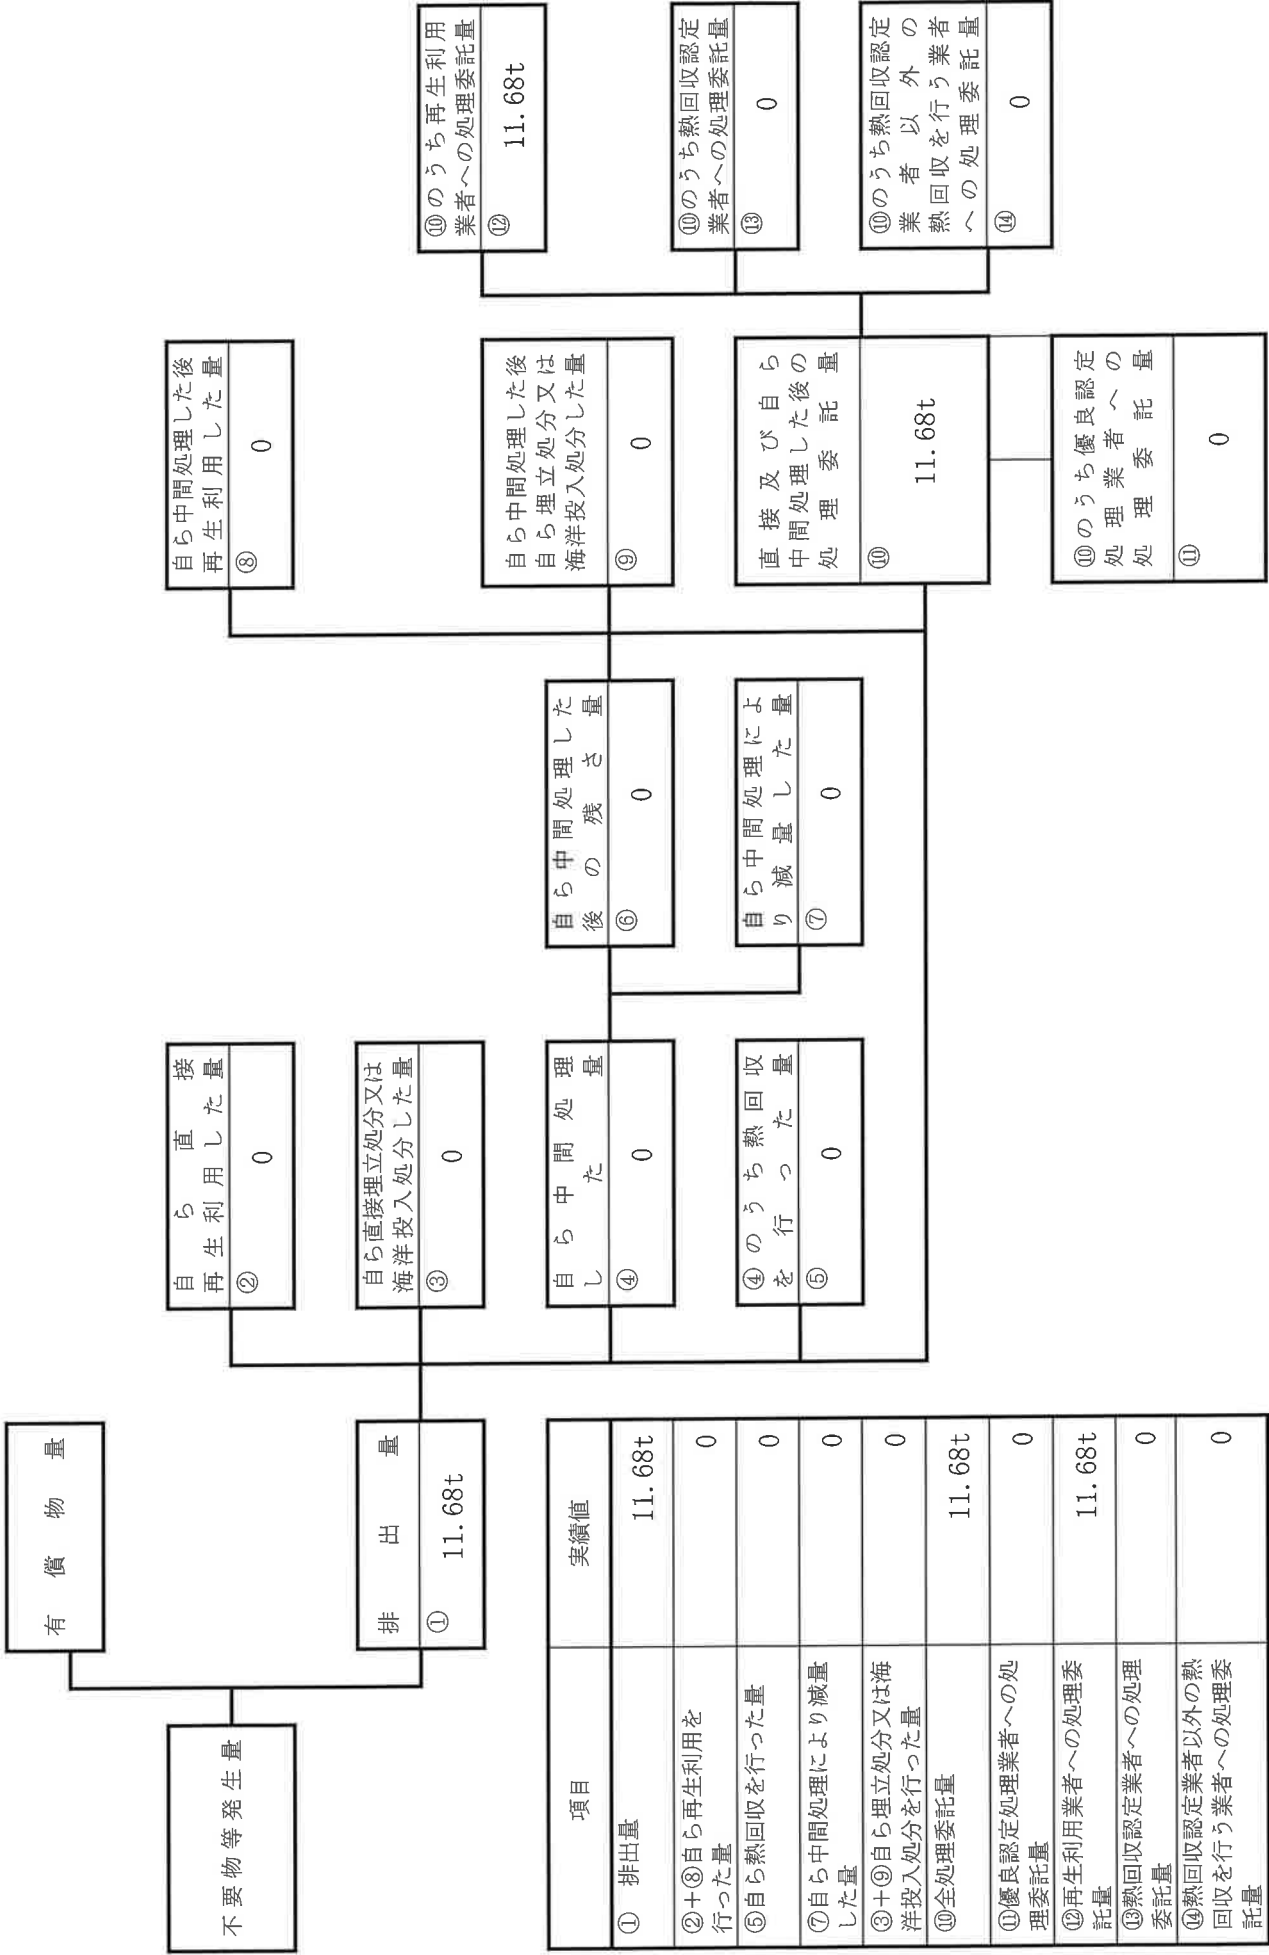 有償物量
不要物等発生量
排出量
①
11.68t
自ら直接
再生利用した量
②
0
自ら直接埋立処分又は
海洋投入処分した量
③
0
自ら中間処理
した量
④
0
④のうち熱回収
を行った量
⑤
0
自ら中間処理した
後の残さ量
⑥
0
自ら中間処理によ
り減量した量
⑦
0
自ら中間処理した後
再生利用した量
⑧
0
自ら中間処理した後
自ら埋立処分又は
海洋投入処分した量
⑨
0
直接及び自ら
中間処理した後の
処理委託量
⑩
11.68t
⑩のうち優良認定
処理業者への
処理委託量
⑪
0
⑩のうち再生利用
業者への処理委託量
⑫
11.68t
⑩のうち熱回収認定
業者への処理委託量
⑬
0
⑩のうち熱回収認定
業者以外の
熱回収を行う業者
への処理委託量
⑭
0
項目 実績値
① 排出量 11.68t
②+⑧自ら再生利用を
行った量 0
⑤自ら熱回収を行った量 0
⑦自ら中間処理により減量
した量 0
③+⑨自ら埋立処分又は海
洋投入処分を行った量 0
⑩全処理委託量 11.68t
⑪優良認定処理業者への処
理委託量 0
⑫再生利用業者への処理委
託量 11.68t
⑬熱回収認定業者への処理
委託量 0
⑭熱回収認定業者以外の熱
回収を行う業者への処理委
託量 0